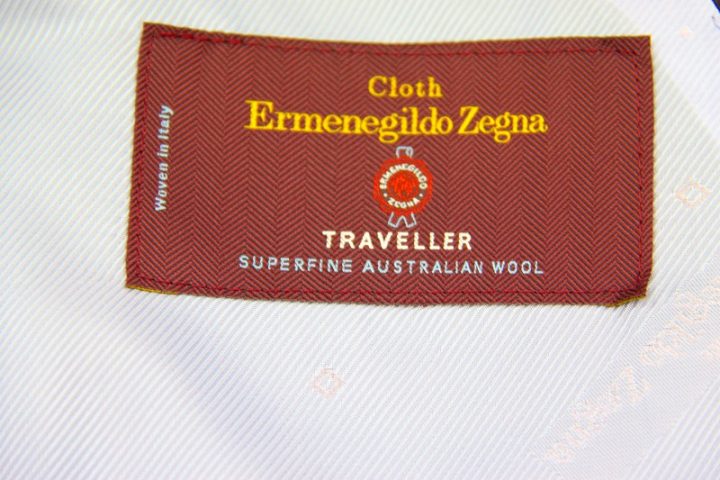 Woven in Italy
Cloth
Ermenegildo Zegna
ERMENEGILDO
ZEGNA
TRAVELLER
SUPERFINE AUSTRALIAN WOOL